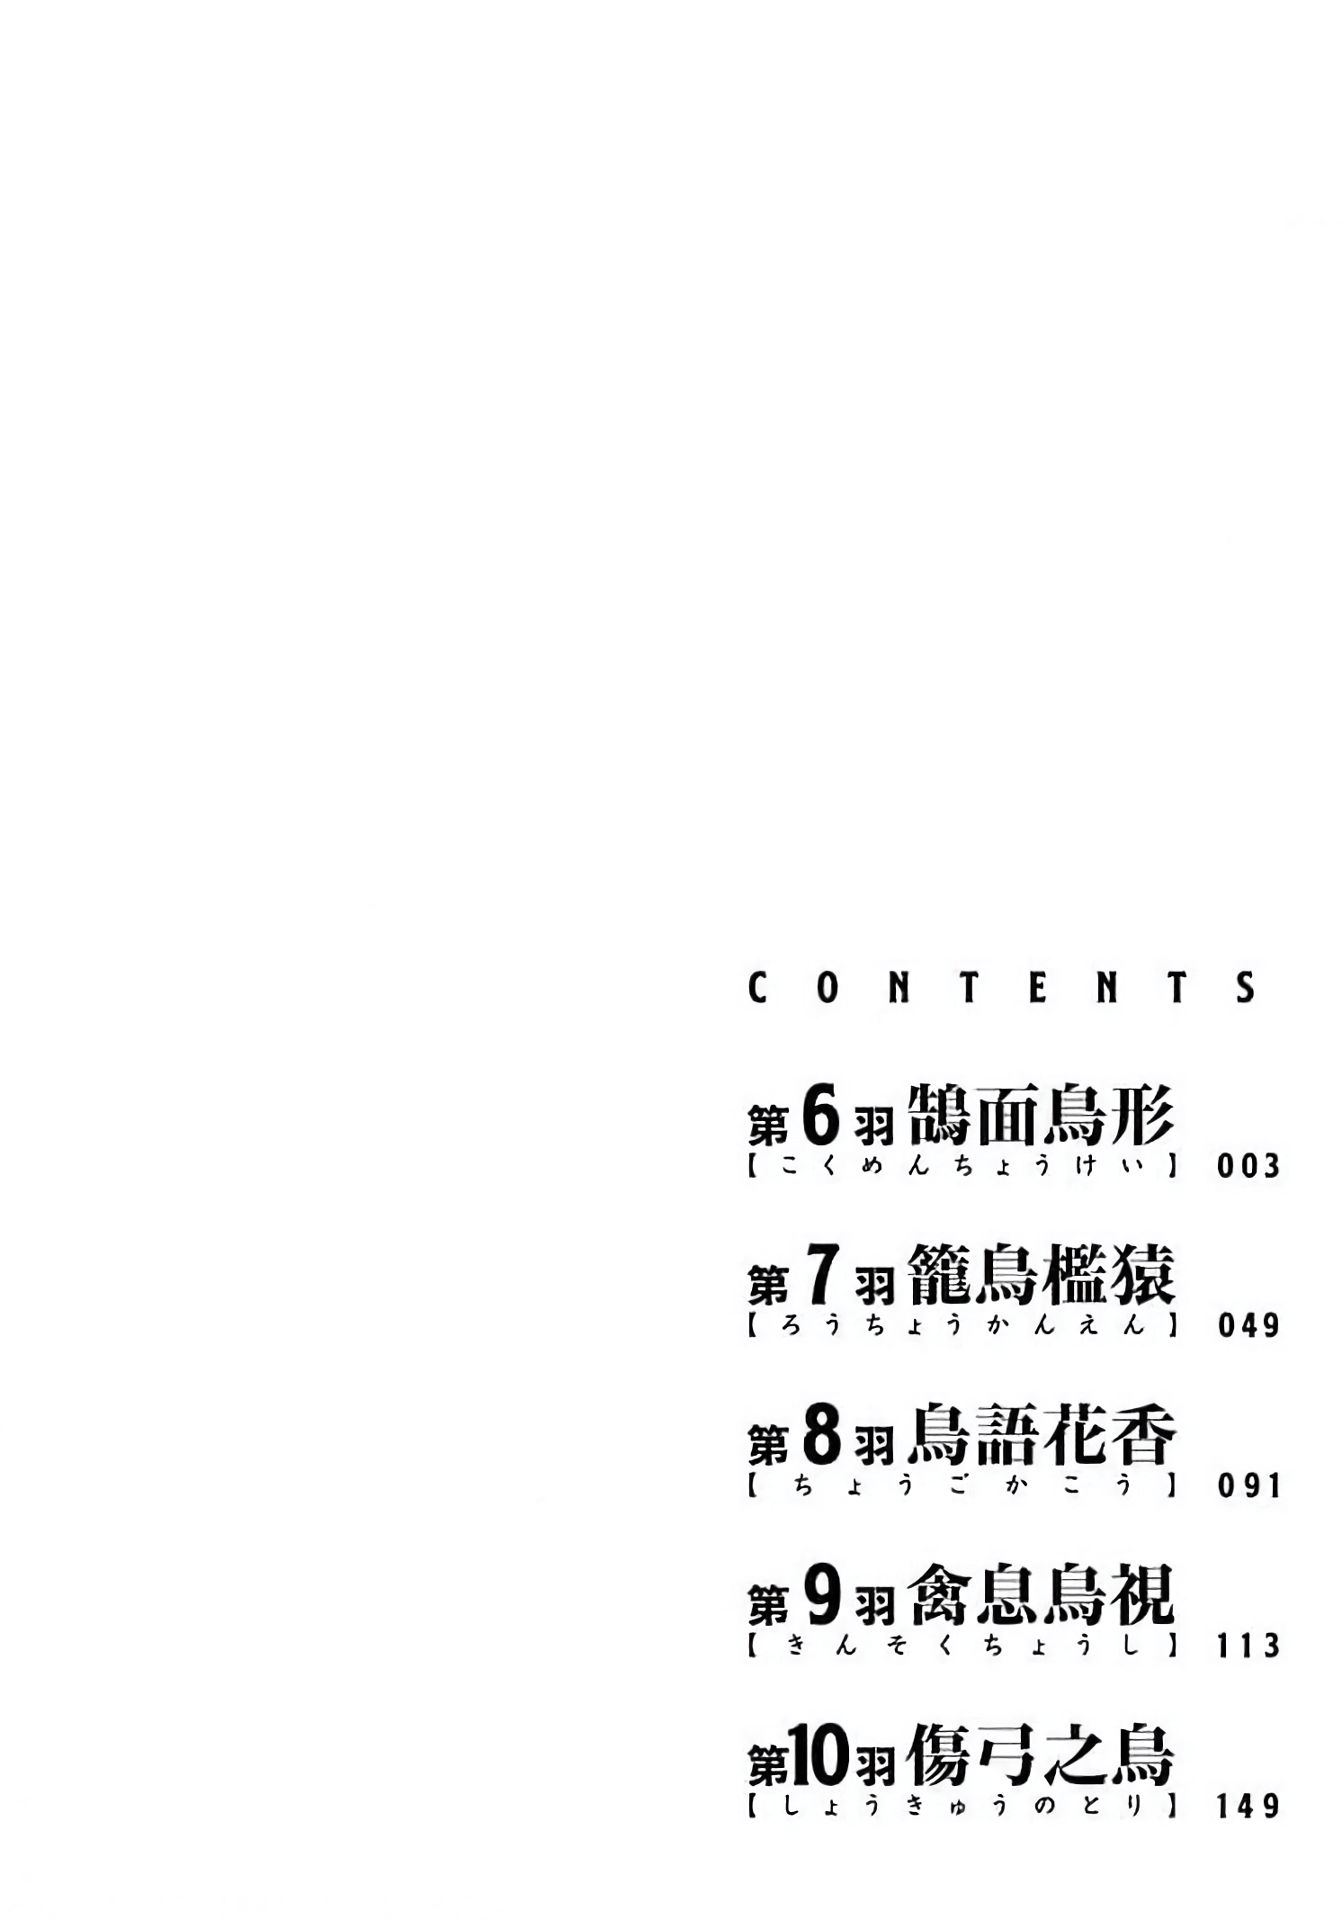 CONTENTS
第6羽 鵠面鳥形
【こくめんちょうけい】 003
第7羽 籠鳥檻猿
【ろうちょうかんえん】 049
第8羽 鳥語花香
【ちょうごかこう】 091
第9羽 禽息鳥視
【きんそくちょうし】 113
第10羽 傷弓之鳥
【しょうきゅうのとり】 149